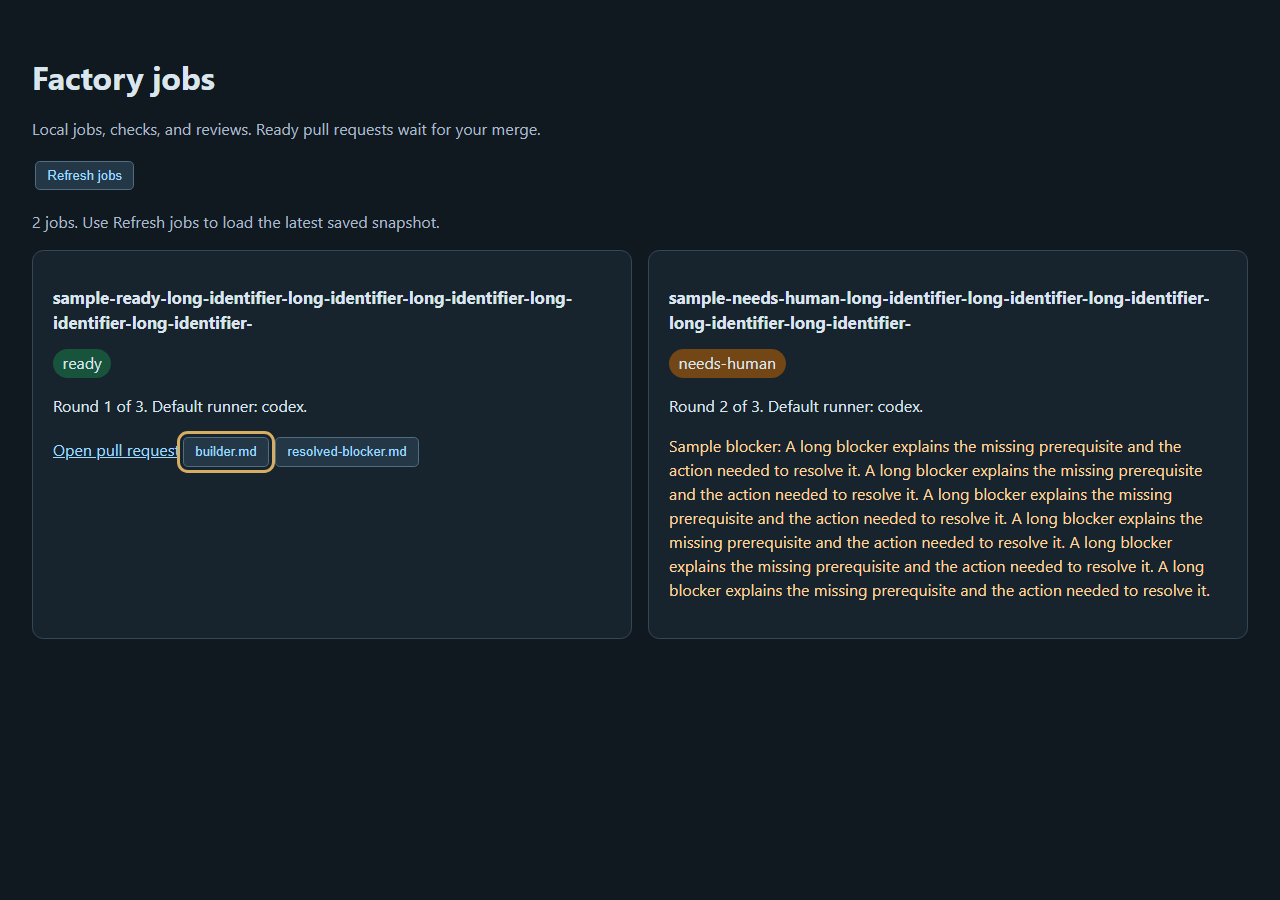 Factory jobs
Local jobs, checks, and reviews. Ready pull requests wait for your merge.
Refresh jobs
2 jobs. Use Refresh jobs to load the latest saved snapshot.
sample-ready-long-identifier-long-identifier-long-identifier-long-
identifier-long-identifier-
ready
Round 1 of 3. Default runner: codex.
Open pull request builder.md resolved-blocker.md
sample-needs-human-long-identifier-long-identifier-long-identifier-
long-identifier-long-identifier-
needs-human
Round 2 of 3. Default runner: codex.
Sample blocker: A long blocker explains the missing prerequisite and the
action needed to resolve it. A long blocker explains the missing prerequisite
and the action needed to resolve it. A long blocker explains the missing
prerequisite and the action needed to resolve it. A long blocker explains the
missing prerequisite and the action needed to resolve it. A long blocker
explains the missing prerequisite and the action needed to resolve it. A long
blocker explains the missing prerequisite and the action needed to resolve it.